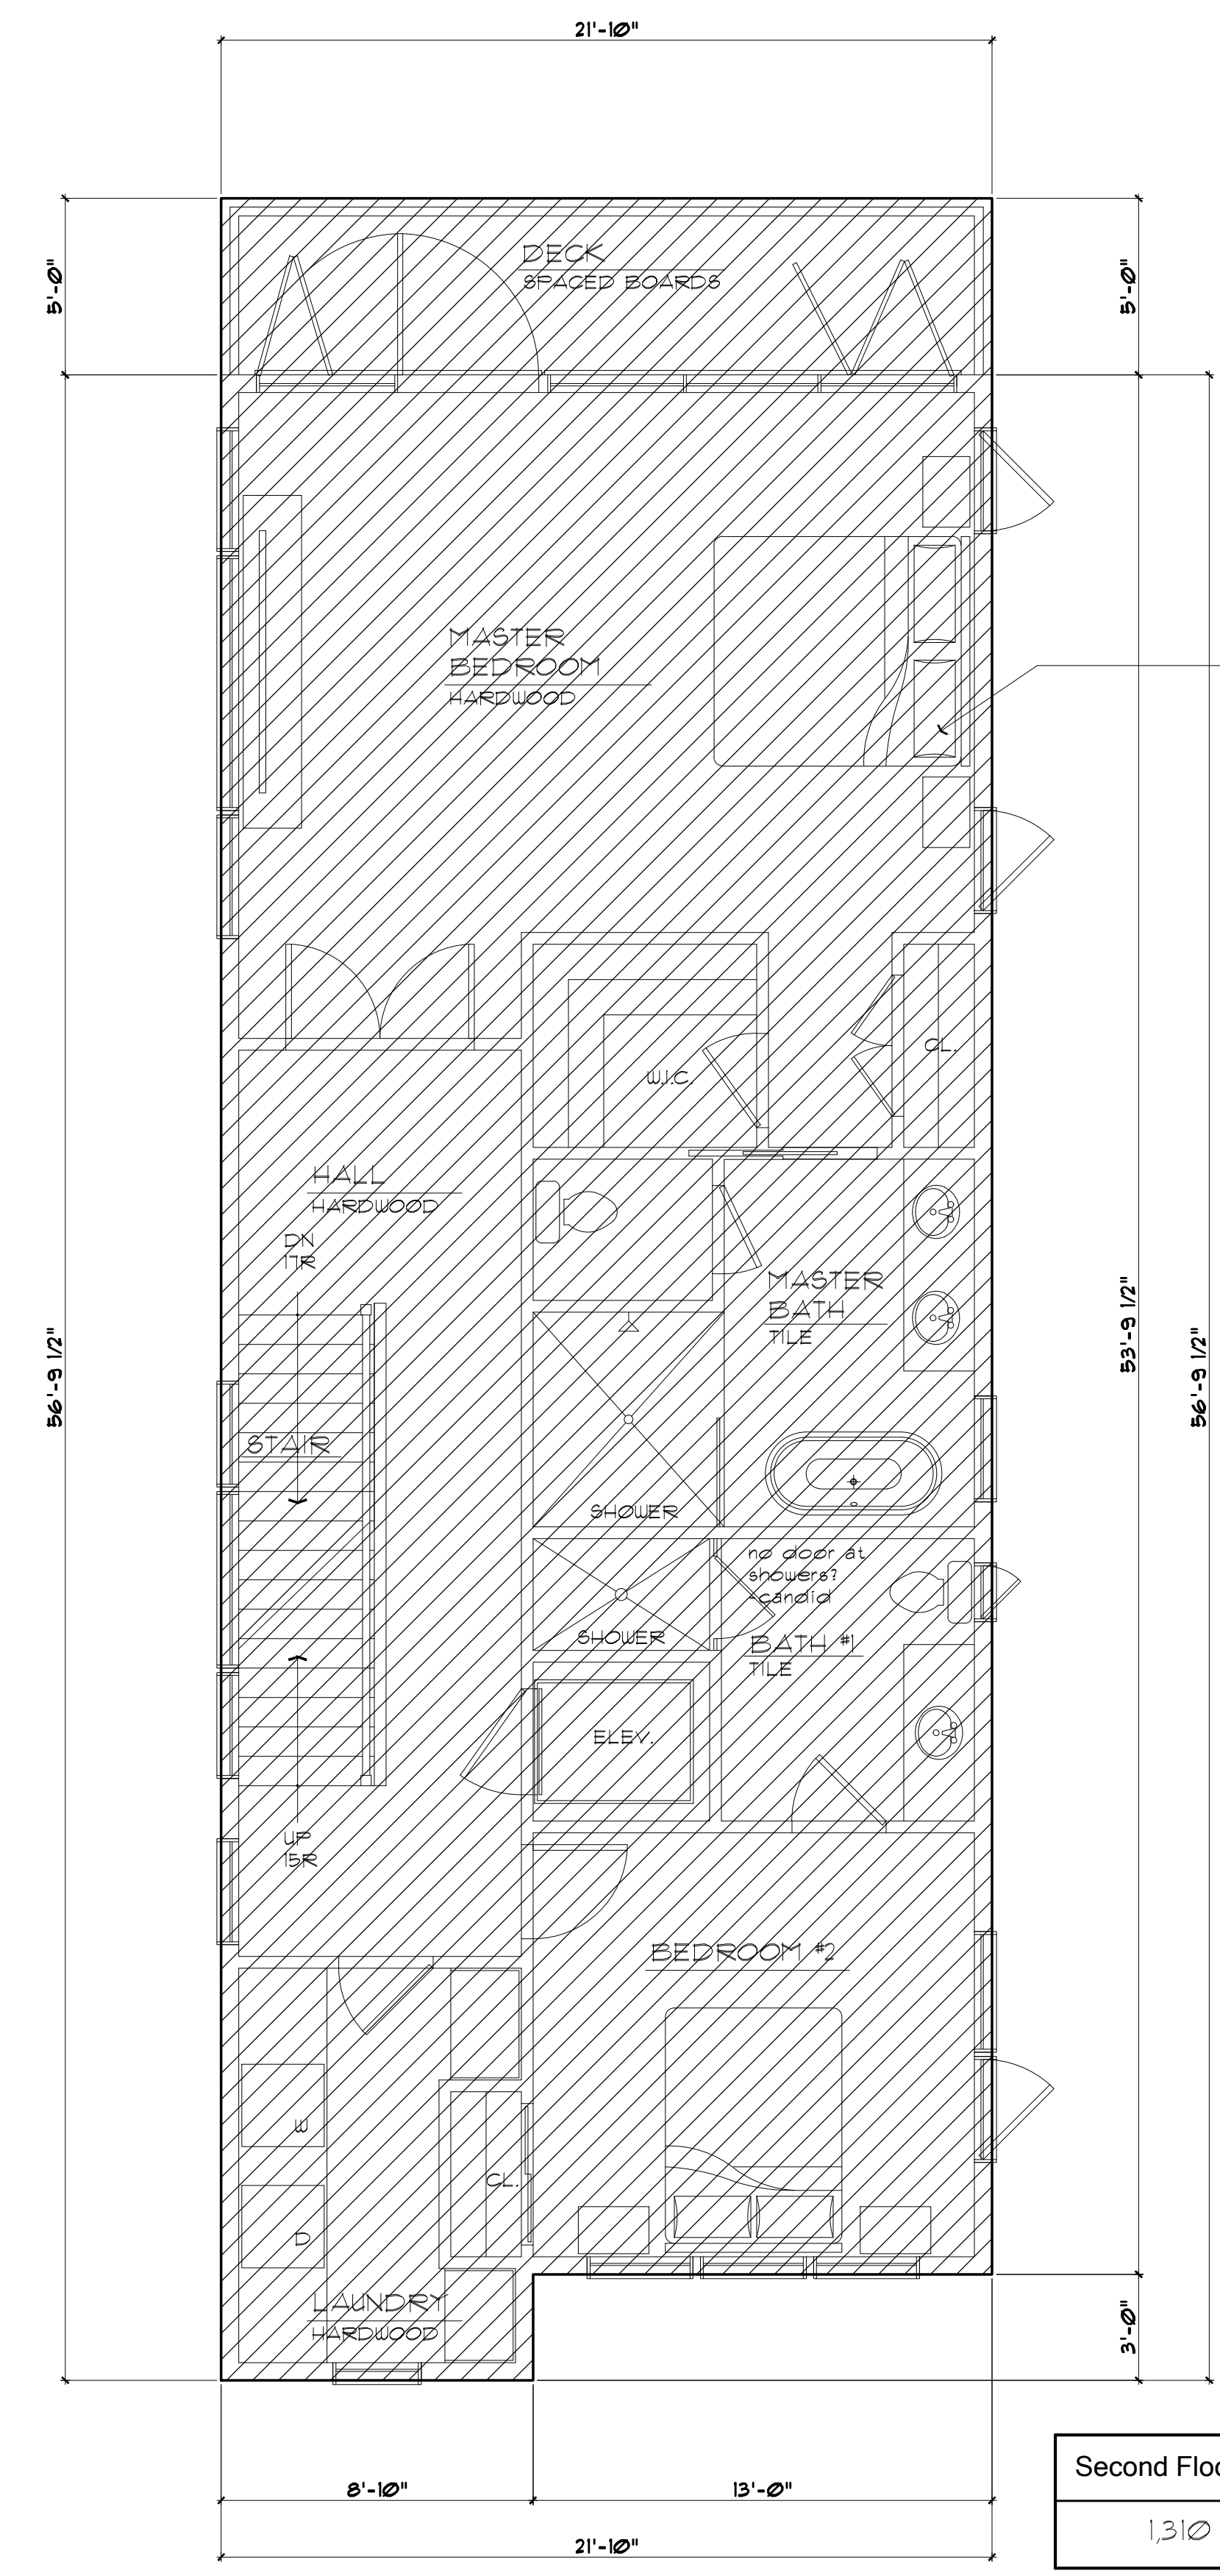 21'-10"
5'-0"
5'-0"
DECK
SPACED BOARDS
MASTER
BEDROOM
HARDWOOD
CL.
W.I.C.
HALL
HARDWOOD
DN
17R
MASTER
BATH
TILE
56'-9 1/2"
53'-9 1/2"
56'-9 1/2"
STAIR
SHOWER
no door at
showers?
-candid
SHOWER
BATH #1
TILE
ELEV.
UP
15R
BEDROOM #2
W
CL.
D
LAUNDRY
HARDWOOD
3'-0"
Second
8'-10"
13'-0"
1,310
21'-10"